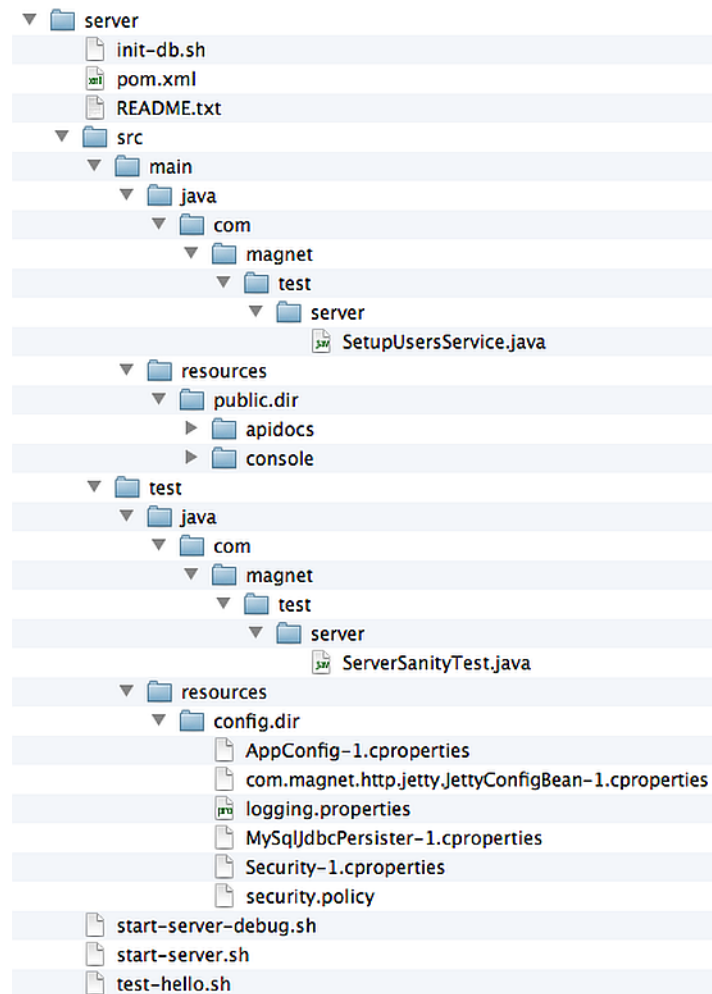 server
init-db.sh
pom.xml
README.txt
src
main
java
com
magnet
test
server
SetupUsersService.java
resources
public.dir
apidocs
console
test
java
com
magnet
test
server
ServerSanityTest.java
resources
config.dir
AppConfig-1.cproperties
com.magnet.http.jetty.JettyConfigBean-1.cproperties
logging.properties
MySqlJdbcPersister-1.cproperties
Security-1.cproperties
security.policy
start-server-debug.sh
start-server.sh
test-hello.sh